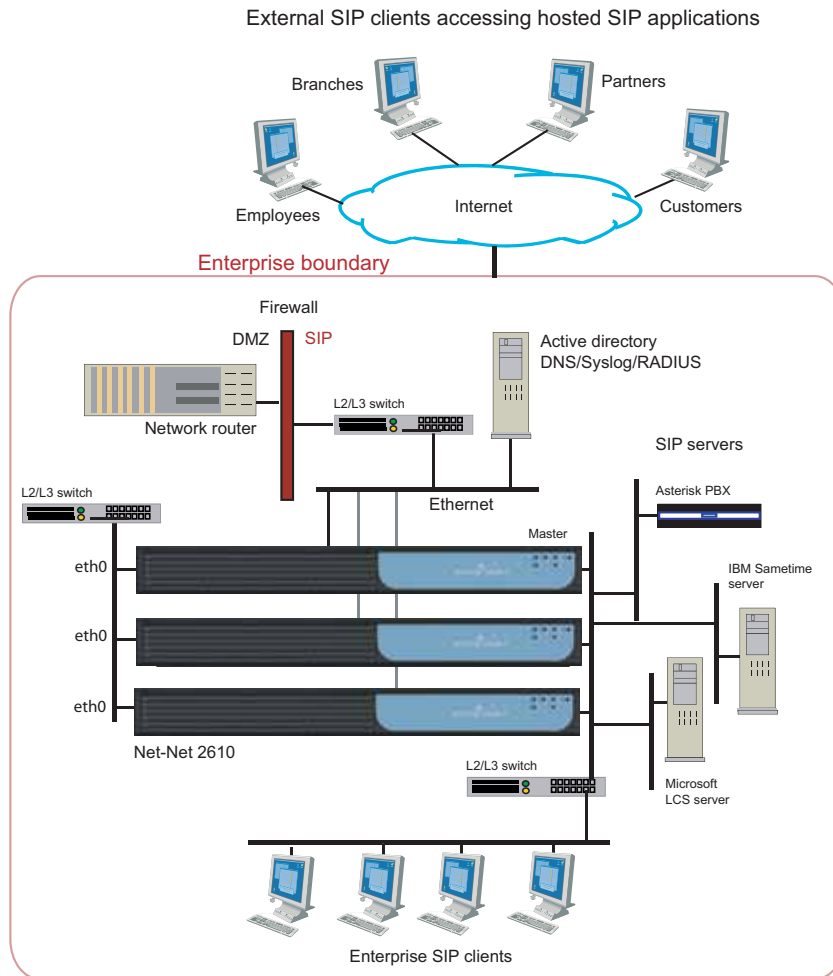 External SIP clients accessing hosted SIP applications
Branches
Partners
Employees
Internet
Customers
Enterprise boundary
Firewall
DMZ
SIP
Active directory
DNS/Syslog/RADIUS
L2/L3 switch
Network router
SIP servers
L2/L3 switch
Ethernet
Asterisk PBX
Master
eth0
IBM Sametime
server
eth0
eth0
Net-Net 2610
L2/L3 switch
Microsoft
LCS server
Enterprise SIP clients